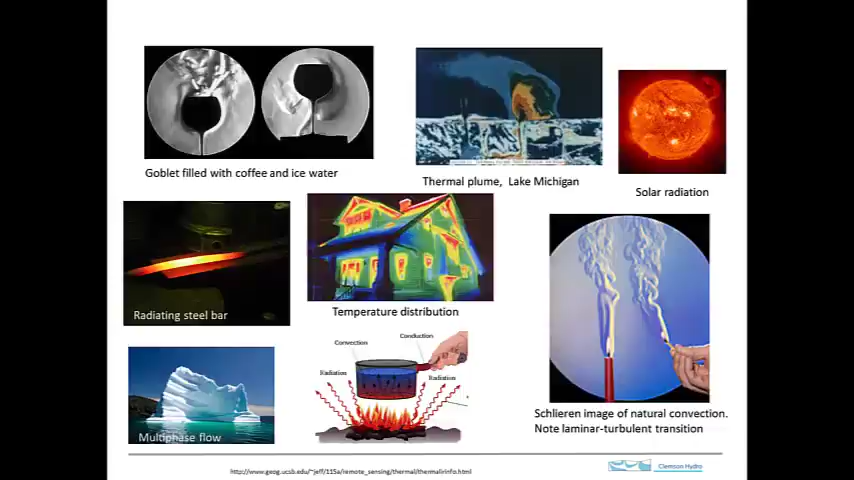 Goblet filled with coffee and ice water
Thermal plume, Lake Michigan
Solar radiation
Radiating steel bar
Temperature distribution
Convection
Conduction
Radiation
Radiation
Multiphase flow
Schlieren image of natural convection.
Note laminar-turbulent transition
http://www.geog.ucsb.edu/~jeff/115a/remote_sensing/thermal/thermalirinfo.html
Clemson Hydro